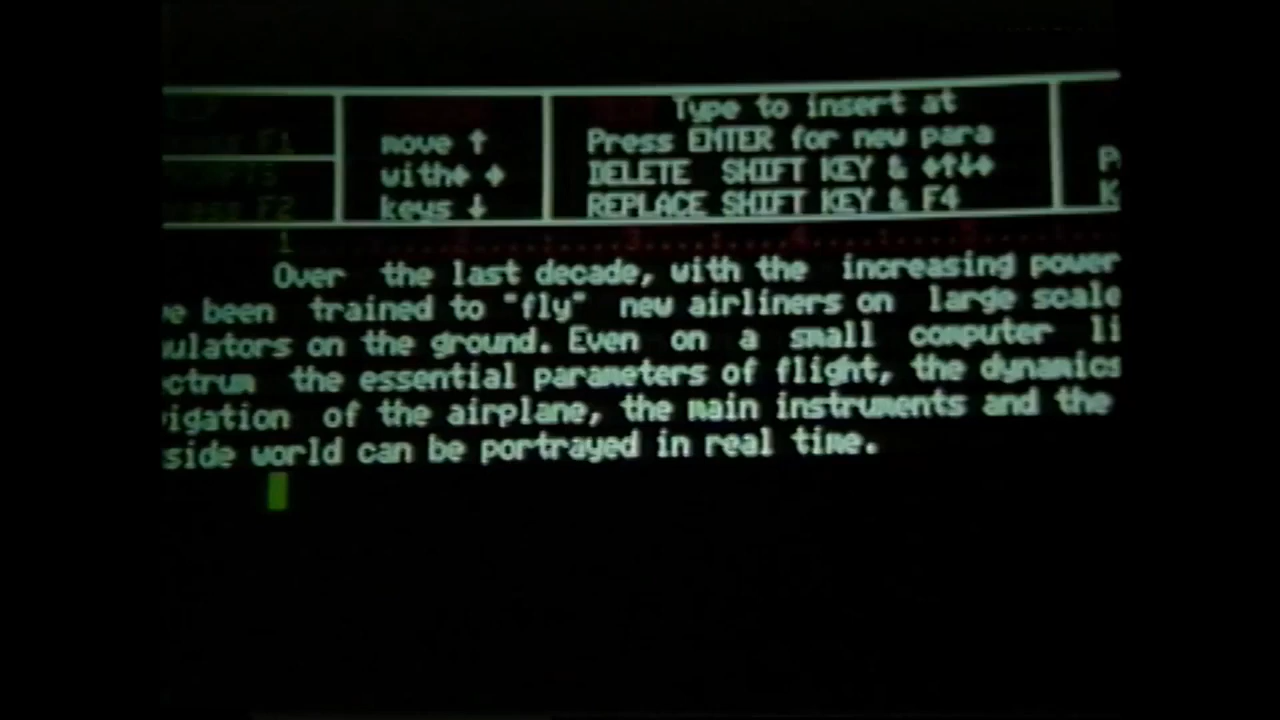 Type to insert at
move ↑ Press ENTER for new para
with← → DELETE SHIFT KEY & ←↑↓→
keys ↓ REPLACE SHIFT KEY & F4
F1
F2
1
Over the last decade, with the increasing power
been trained to "fly" new airliners on large scale
ulators on the ground. Even on a small computer li
ctrum the essential parameters of flight, the dynamics
igation of the airplane, the main instruments and the
side world can be portrayed in real time.